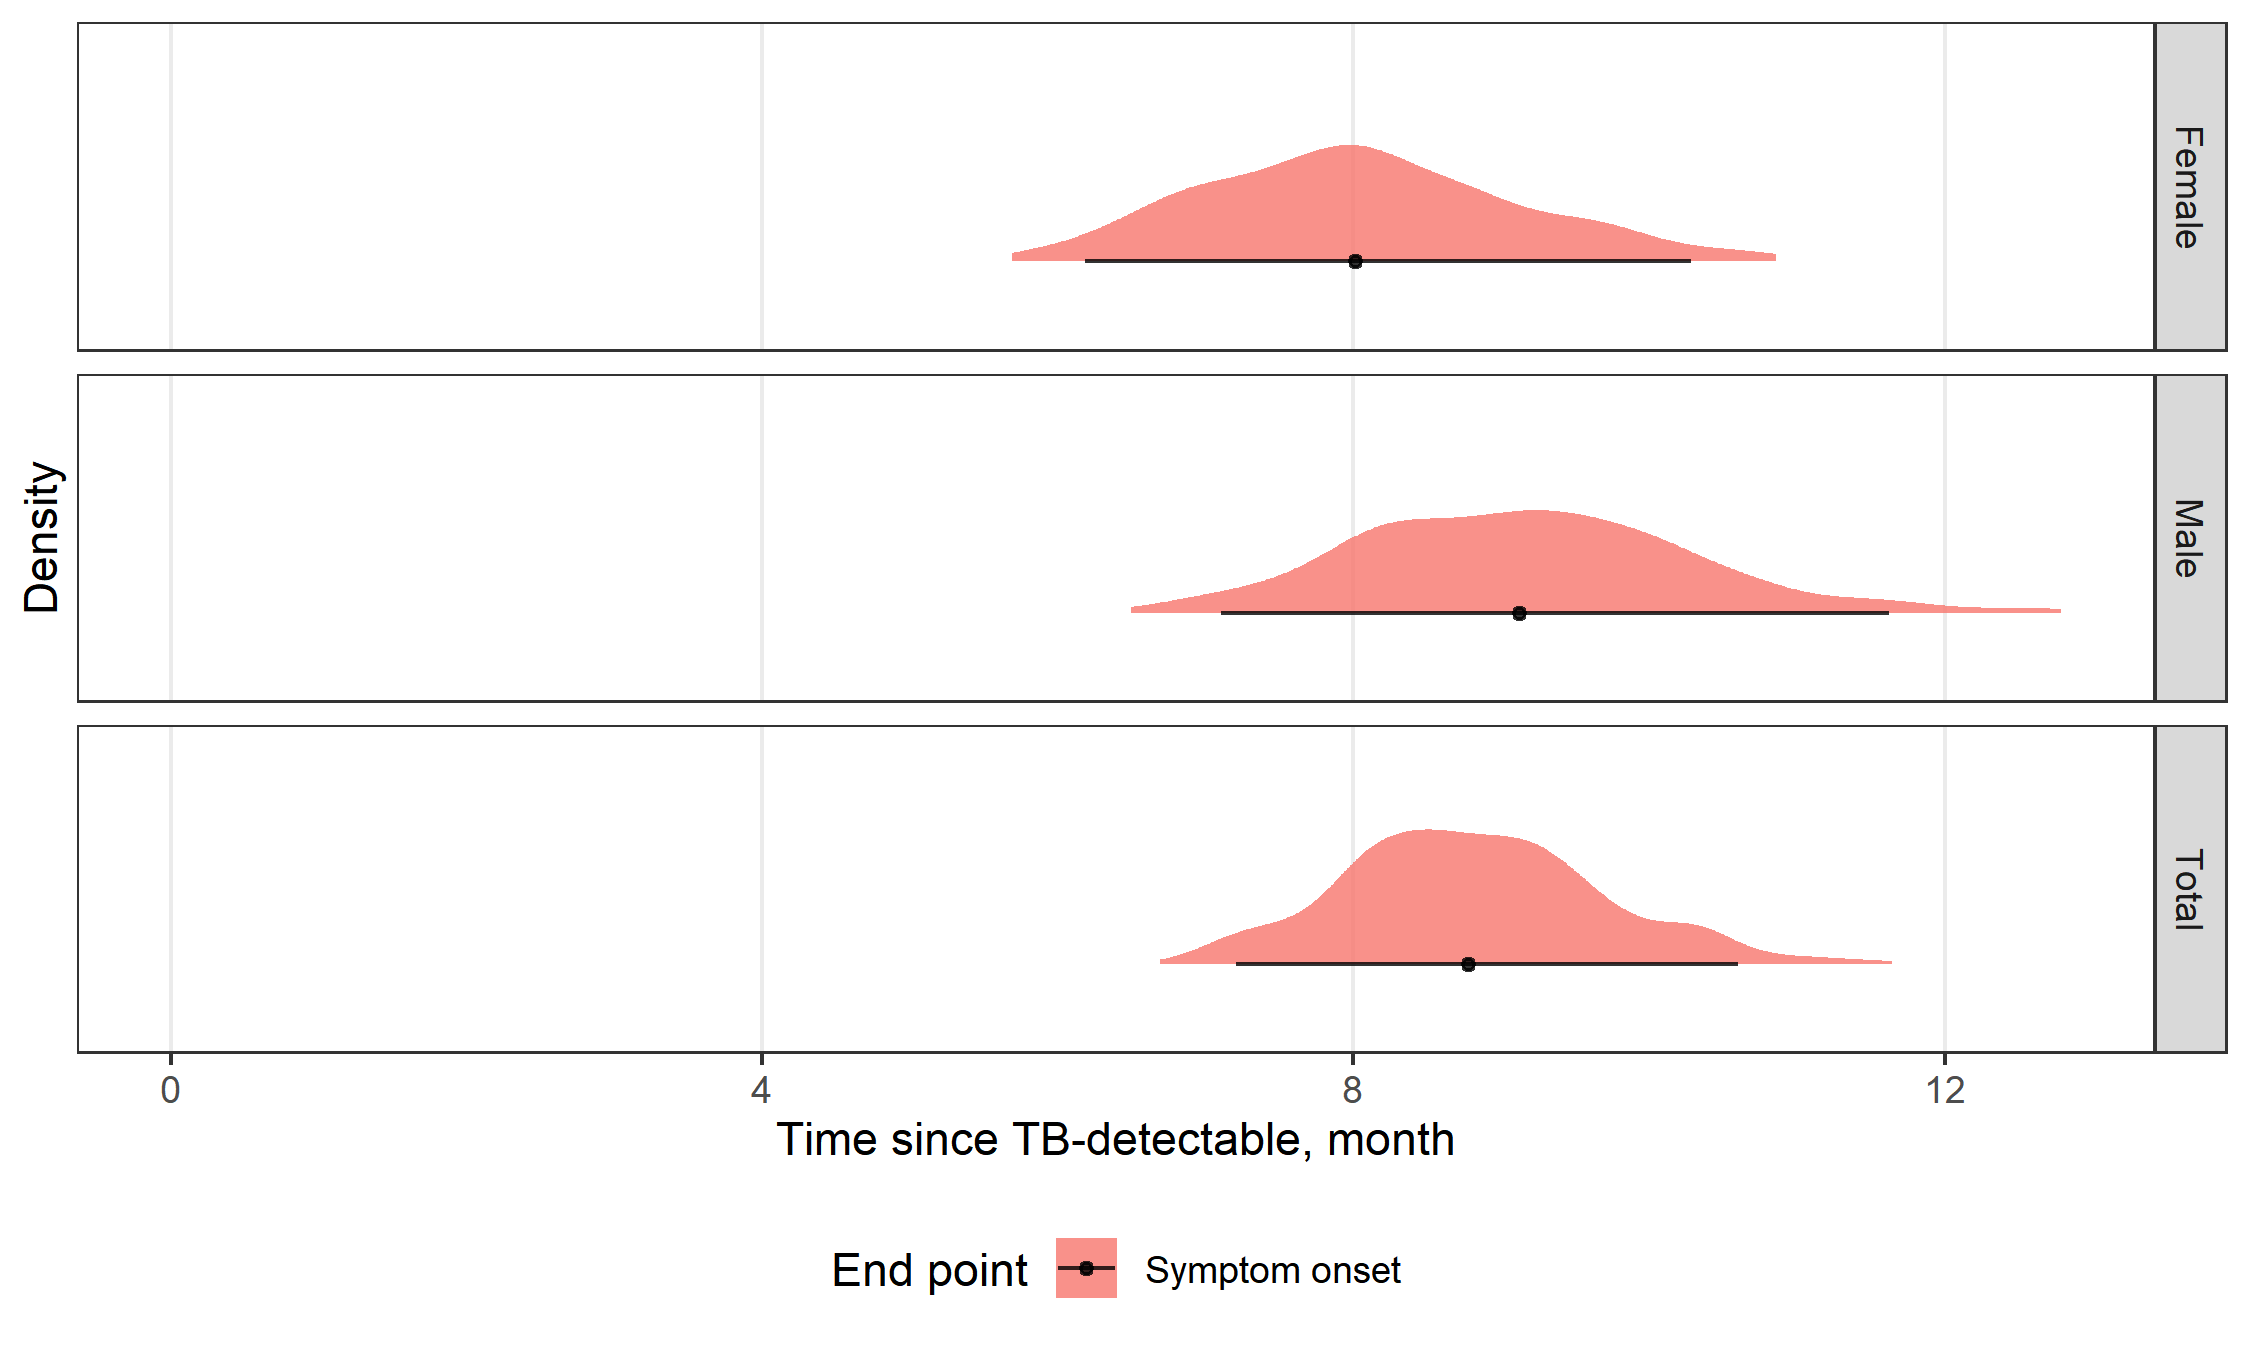 Female
Male
Total
Density
0 4 8 12
Time since TB-detectable, month
End point
Symptom onset